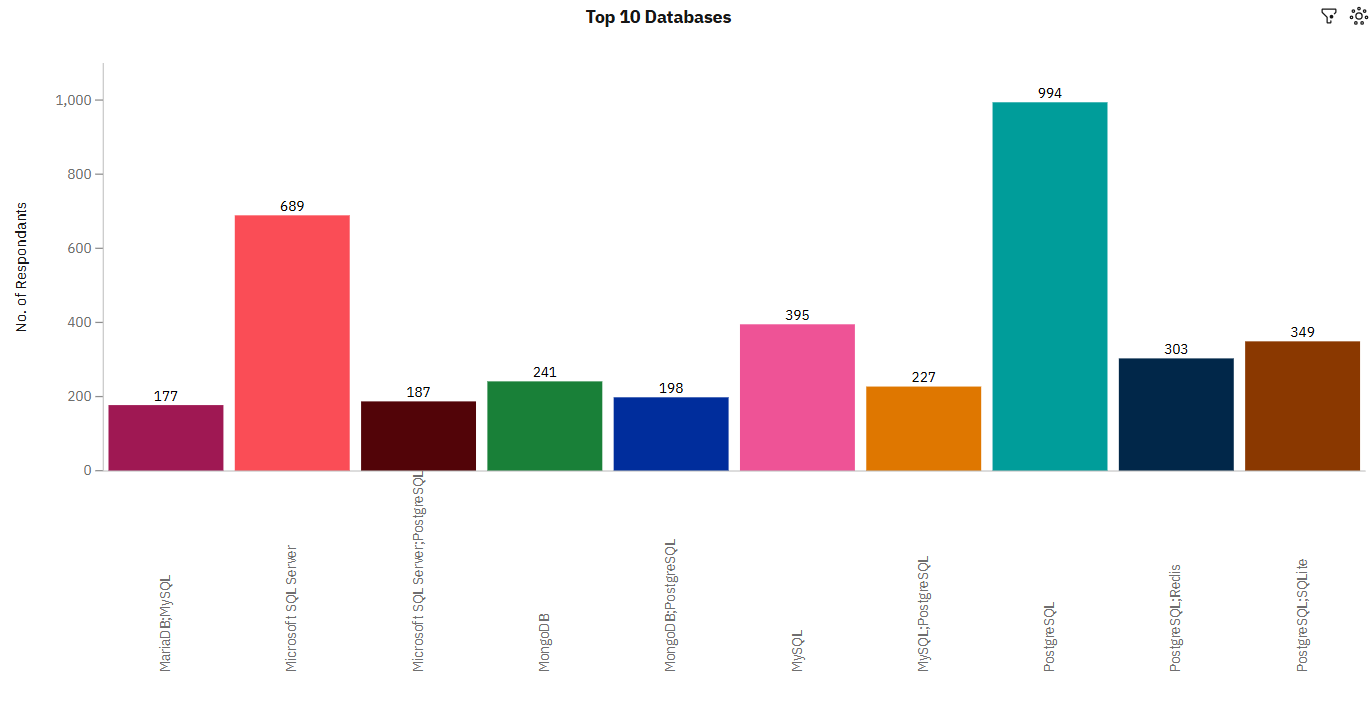 Top 10 Databases
No. of Respondants
1,000
800
600
400
200
0
177
689
187
241
198
395
227
994
303
349
MariaDB;MySQL
Microsoft SQL Server
Microsoft SQL Server;PostgreSQL
MongoDB
MongoDB;PostgreSQL
MySQL
MySQL;PostgreSQL
PostgreSQL
PostgreSQL;Redis
PostgreSQL;SQLite